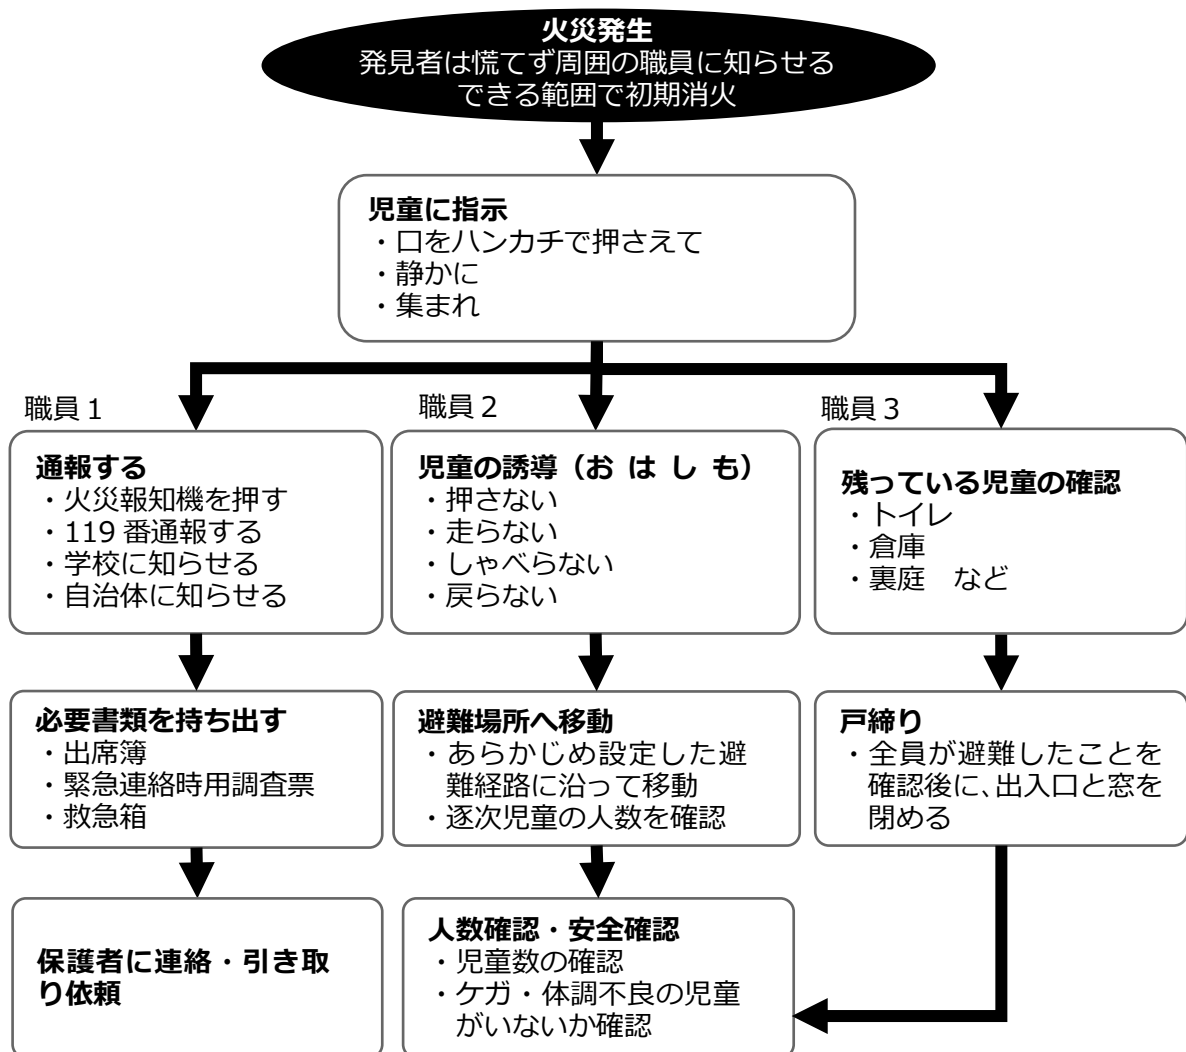 火災発生
発見者は慌てず周囲の職員に知らせる
できる範囲で初期消火
児童に指示
・口をハンカチで押さえて
・静かに
・集まれ
職員1
通報する
・火災報知機を押す
・119 番通報する
・学校に知らせる
・自治体に知らせる
必要書類を持ち出す
・出席簿
・緊急連絡時用調査票
・救急箱
保護者に連絡・引き取
り依頼
職員2
児童の誘導（お は し も）
・押さない
・走らない
・しゃべらない
・戻らない
避難場所へ移動
・あらかじめ設定した避
難経路に沿って移動
・逐次児童の人数を確認
人数確認・安全確認
・児童数の確認
・ケガ・体調不良の児童
がいないか確認
職員3
残っている児童の確認
・トイレ
・倉庫
・裏庭　など
戸締り
・全員が避難したことを
確認後に、出入口と窓を
閉める